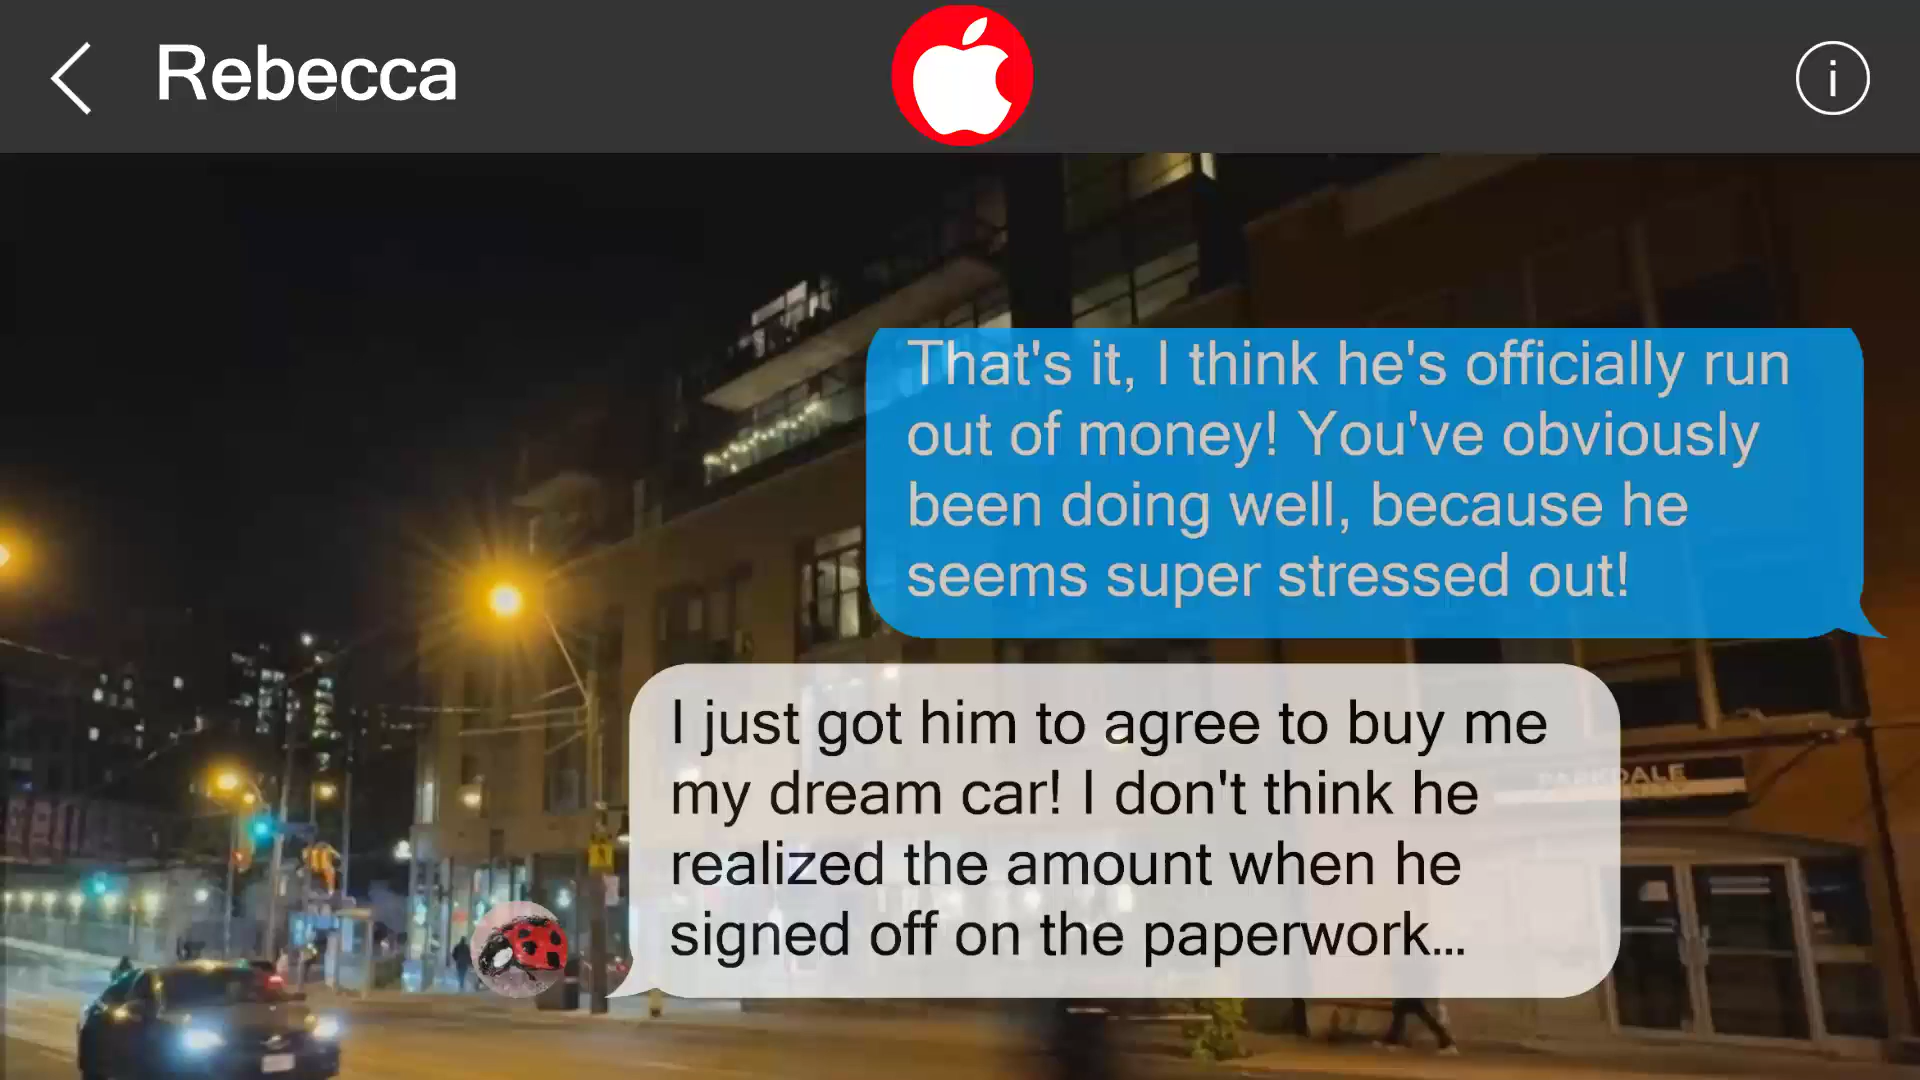 Rebecca
i
That's it, I think he's officially run
out of money! You've obviously
been doing well, because he
seems super stressed out!
I just got him to agree to buy me
my dream car! I don't think he
realized the amount when he
signed off on the paperwork...
PARKDALE